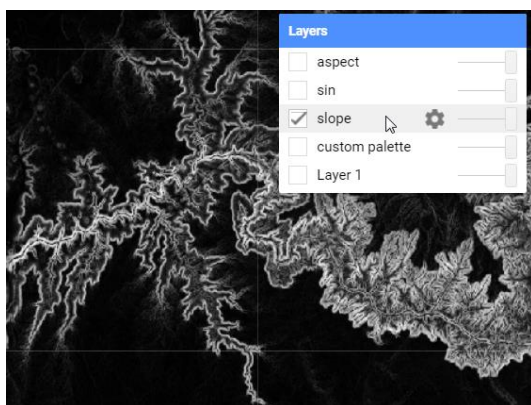 Layers
aspect
sin
slope
custom palette
Layer 1